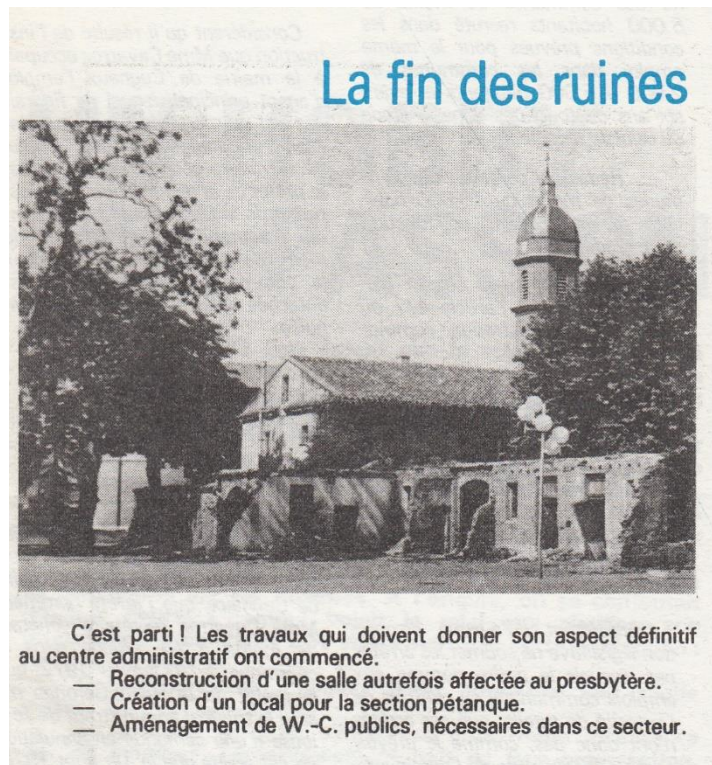 La fin des ruines
C'est parti ! Les travaux qui doivent donner son aspect définitif
au centre administratif ont commencé.
— Reconstruction d'une salle autrefois affectée au presbytère.
— Création d'un local pour la section pétanque.
— Aménagement de W.-C. publics, nécessaires dans ce secteur.